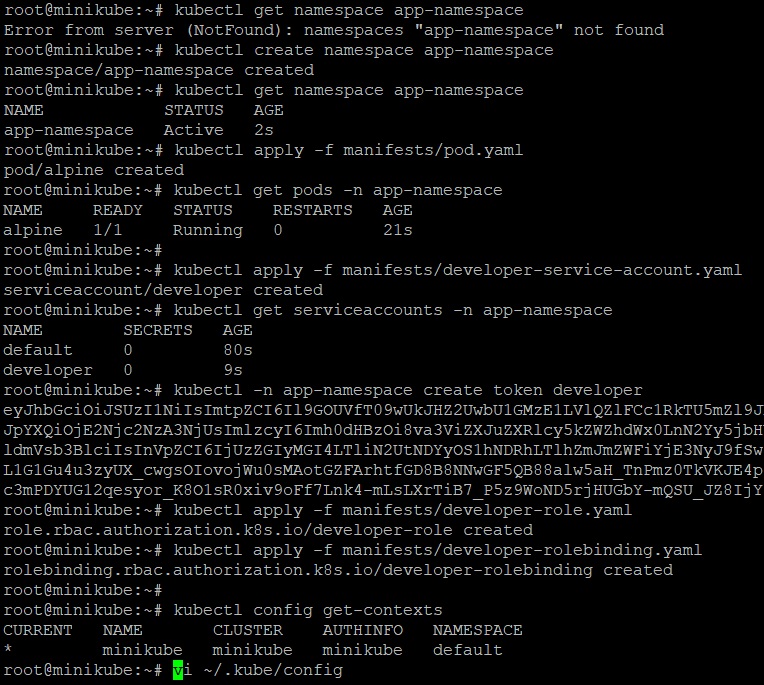 root@minikube:~# kubectl get namespace app-namespace
Error from server (NotFound): namespaces "app-namespace" not found
root@minikube:~# kubectl create namespace app-namespace
namespace/app-namespace created
root@minikube:~# kubectl get namespace app-namespace
NAME            STATUS   AGE
app-namespace   Active   2s
root@minikube:~# kubectl apply -f manifests/pod.yaml
pod/alpine created
root@minikube:~# kubectl get pods -n app-namespace
NAME     READY   STATUS    RESTARTS   AGE
alpine   1/1     Running   0          21s
root@minikube:~#
root@minikube:~# kubectl apply -f manifests/developer-service-account.yaml
serviceaccount/developer created
root@minikube:~# kubectl get serviceaccounts -n app-namespace
NAME        SECRETS   AGE
default     0         80s
developer   0         9s
root@minikube:~# kubectl -n app-namespace create token developer
root@minikube:~# kubectl apply -f manifests/developer-role.yaml
role.rbac.authorization.k8s.io/developer-role created
root@minikube:~# kubectl apply -f manifests/developer-rolebinding.yaml
rolebinding.rbac.authorization.k8s.io/developer-rolebinding created
root@minikube:~#
root@minikube:~# kubectl config get-contexts
CURRENT   NAME       CLUSTER    AUTHINFO   NAMESPACE
*         minikube   minikube   minikube   default
root@minikube:~# vi ~/.kube/config